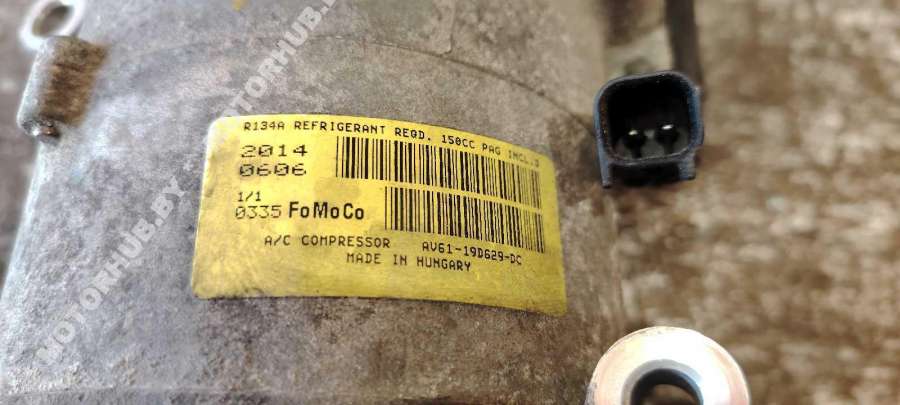 R134A REFRIGERANT REQD. 150CC PAG INCL.D
2014
0606
1/1
0335 FoMoCo
A/C COMPRESSOR AV61-19D629-DC
MADE IN HUNGARY
MOTORHUB.BY
MOTORHUB.BY
MOTORHUB.BY